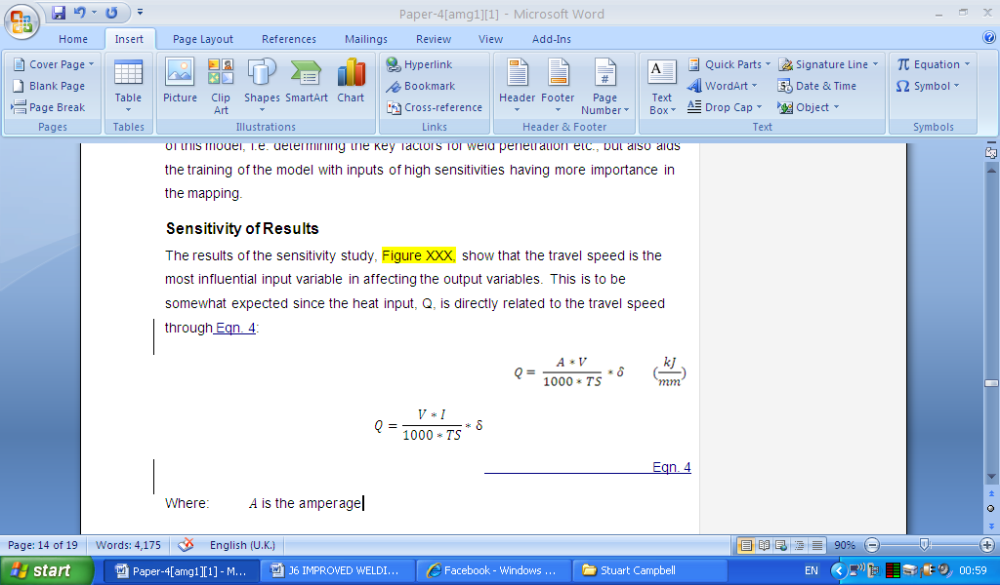 Paper-4[amg1][1] - Microsoft Word
Home Insert Page Layout References Mailings Review View Add-Ins
Cover Page
Blank Page
Page Break
Pages
Table
Tables
Picture
Clip Art
Shapes
SmartArt
Chart
Illustrations
Hyperlink
Bookmark
Cross-reference
Links
Header
Footer
Page Number
Header & Footer
Text Box
Quick Parts
WordArt
Drop Cap
Signature Line
Date & Time
Object
Text
π Equation
Ω Symbol
Symbols
of this model, i.e. determining the key factors for weld penetration etc., but also aids
the training of the model with inputs of high sensitivities having more importance in
the mapping.
Sensitivity of Results
The results of the sensitivity study, Figure XXX, show that the travel speed is the
most influential input variable in affecting the output variables. This is to be
somewhat expected since the heat input, Q, is directly related to the travel speed
through Eqn. 4:
Q = A * V / 1000 * TS * δ (kJ/mm)
Q = V * I / 1000 * TS * δ
Eqn. 4
Where: A is the amperage
Page: 14 of 19 Words: 4,175 English (U.K.) 90%
start Paper-4[amg1][1] - M... J6 IMPROVED WELDI... Facebook - Windows ... Stuart Campbell EN 00:59